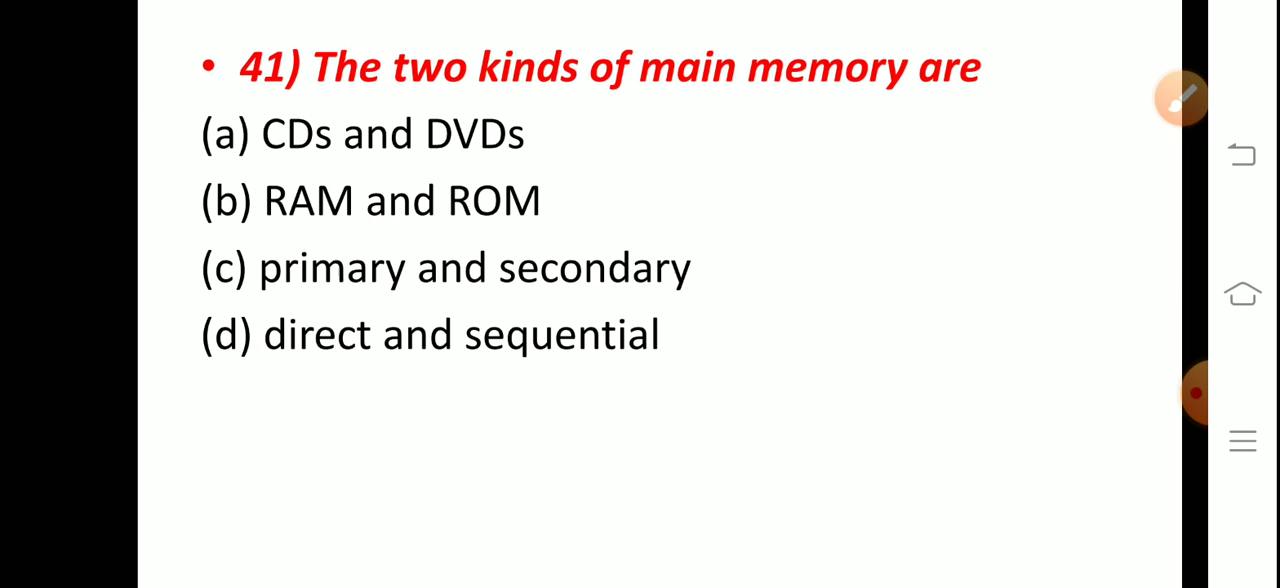 • 41) The two kinds of main memory are
(a) CDs and DVDs
(b) RAM and ROM
(c) primary and secondary
(d) direct and sequential